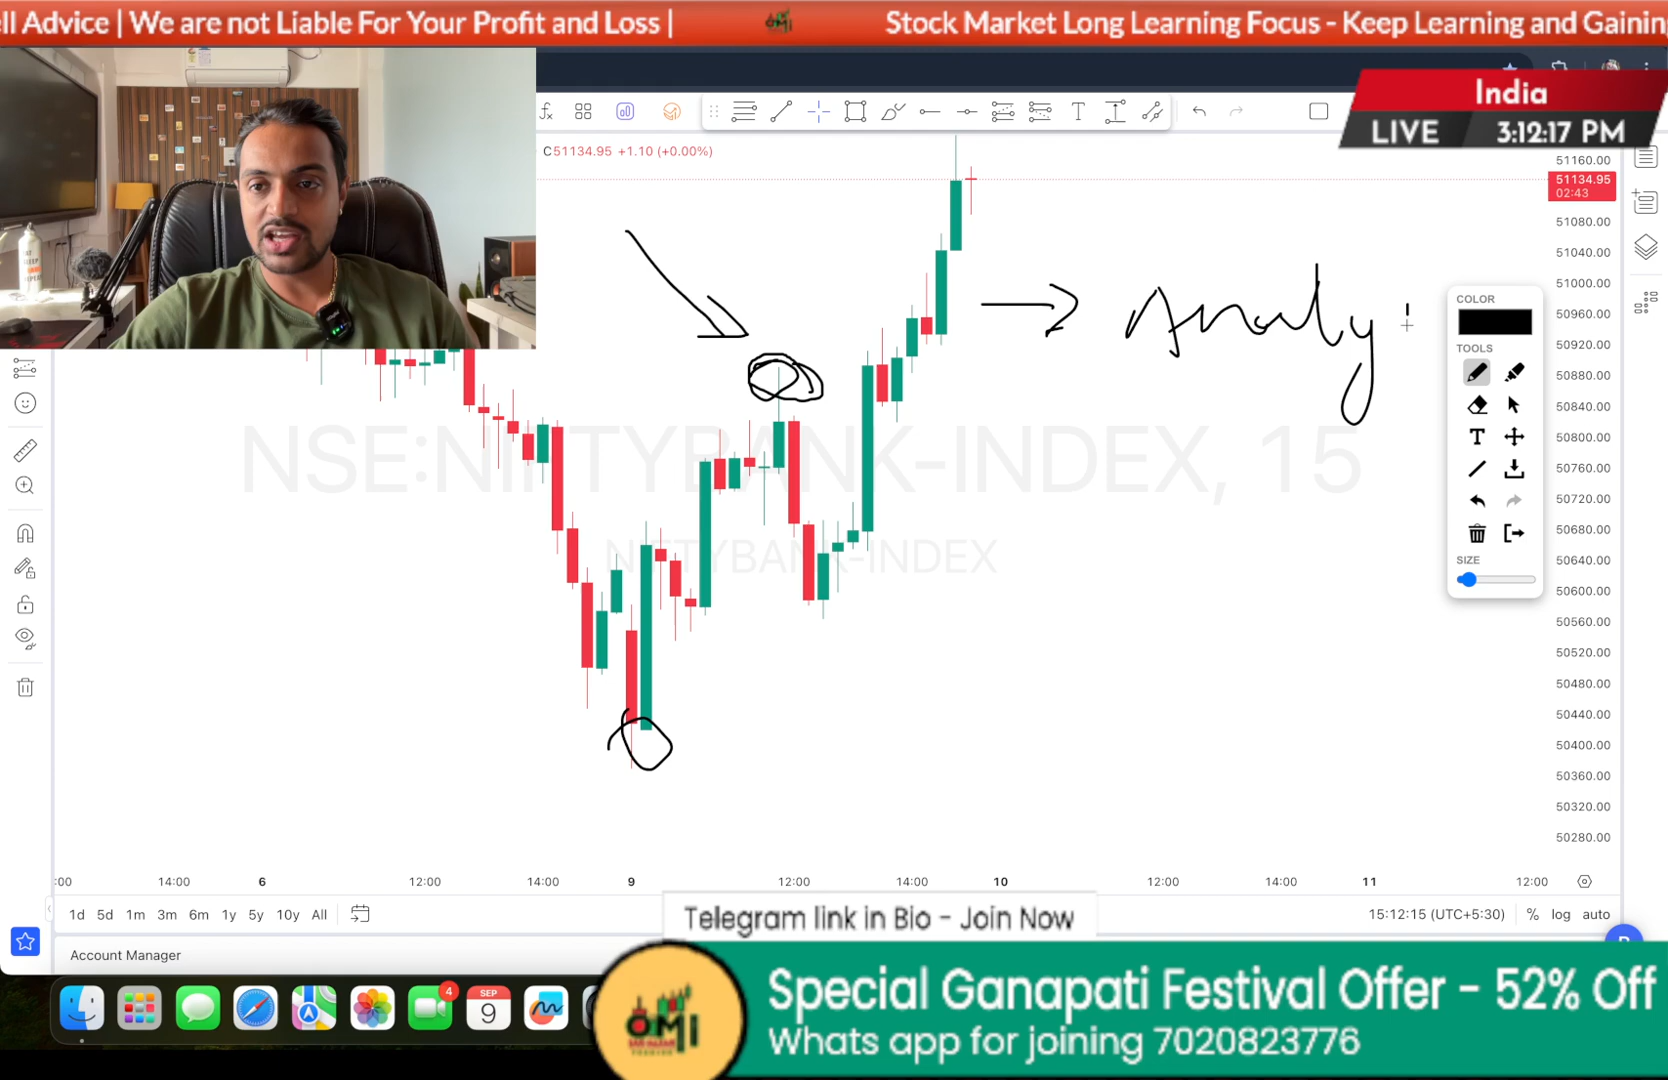 ll Advice | We are not Liable For Your Profit and Loss |
Stock Market Long Learning Focus - Keep Learning and Gaining
India
LIVE 3:12:17 PM
C51134.95 +1.10 (+0.00%)
51160.00
51134.95
02:43
51080.00
51040.00
51000.00
50960.00
50920.00
50880.00
50840.00
50800.00
50760.00
50720.00
50680.00
50640.00
50600.00
50560.00
50520.00
50480.00
50440.00
50400.00
50360.00
50320.00
50280.00
Analy
COLOR
TOOLS
T
SIZE
NSE:NIFTYBANK-INDEX, 15
NIFTYBANK-INDEX
:00 14:00 6 12:00 14:00 9 12:00 14:00 10 12:00 14:00 11 12:00
1d 5d 1m 3m 6m 1y 5y 10y All
15:12:15 (UTC+5:30) % log auto
Telegram link in Bio - Join Now
Account Manager
4
SEP
9
OMI
Special Ganapati Festival Offer - 52% Off
Whats app for joining 7020823776